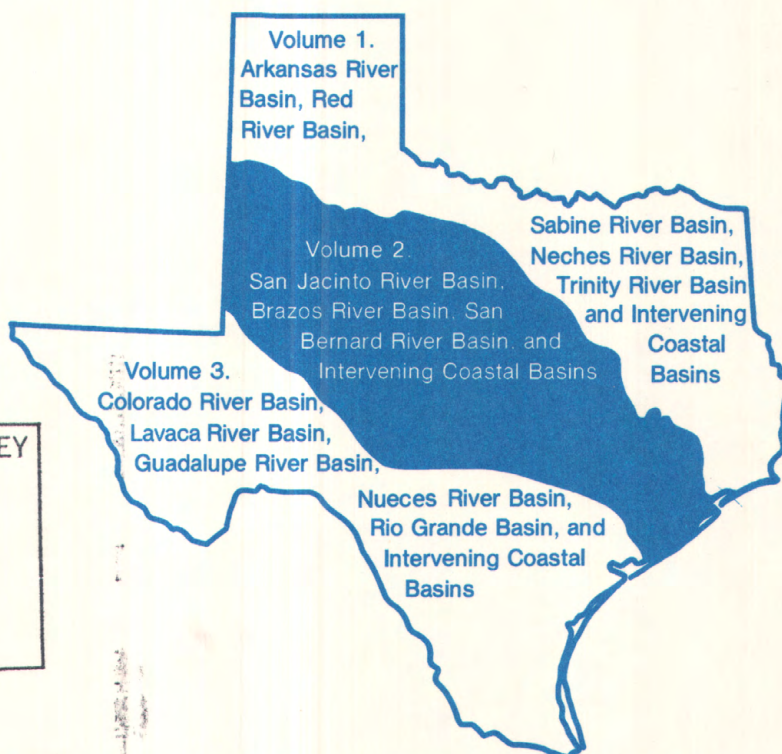 Volume 1.
Arkansas River
Basin, Red
River Basin,
Sabine River Basin,
Neches River Basin,
Trinity River Basin
and Intervening
Coastal
Basins
Volume 2.
San Jacinto River Basin,
Brazos River Basin. San
Bernard River Basin. and
Intervening Coastal Basins
Volume 3.
Colorado River Basin,
Lavaca River Basin,
Guadalupe River Basin,
Nueces River Basin,
Rio Grande Basin, and
Intervening Coastal
Basins
EY